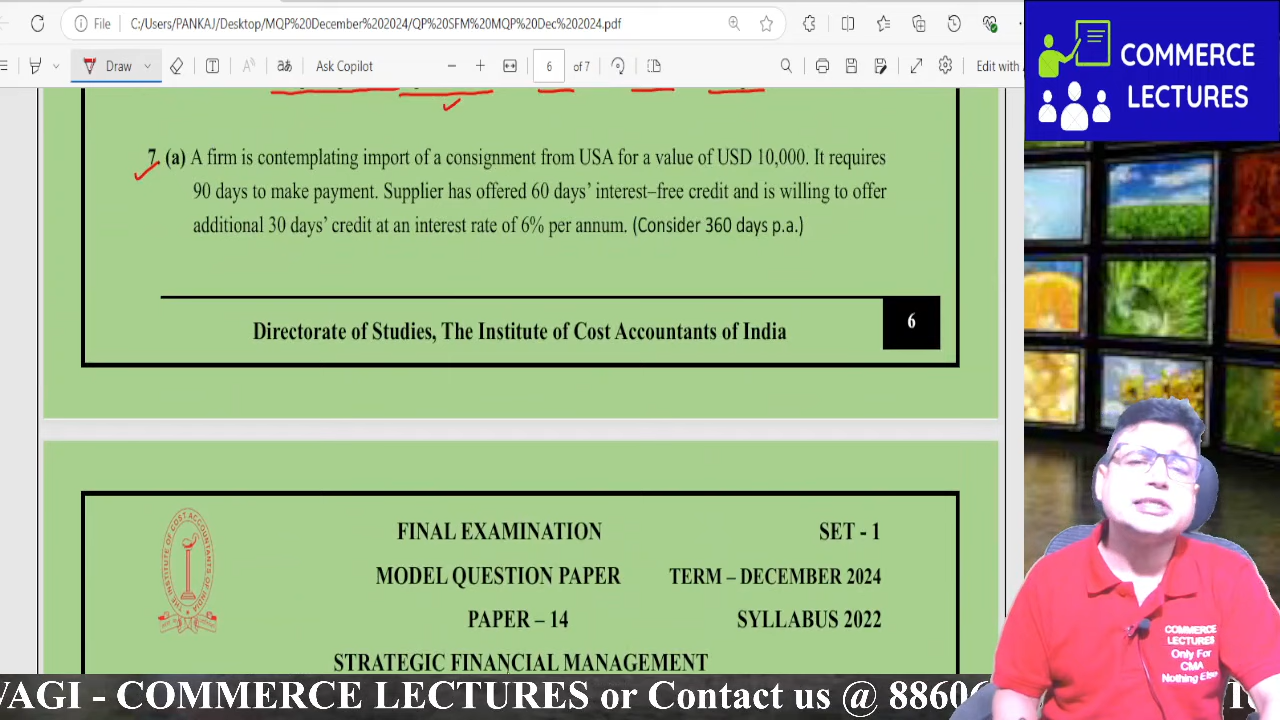 File C:/Users/PANKAJ/Desktop/MQP%20December%202024/QP%20SFM%20MQP%20Dec%202024.pdf
Draw Ask Copilot of 7 Edit with
COMMERCE
LECTURES
7. (a) A firm is contemplating import of a consignment from USA for a value of USD 10,000. It requires
90 days to make payment. Supplier has offered 60 days' interest–free credit and is willing to offer
additional 30 days' credit at an interest rate of 6% per annum. (Consider 360 days p.a.)
Directorate of Studies, The Institute of Cost Accountants of India
6
FINAL EXAMINATION SET - 1
MODEL QUESTION PAPER TERM – DECEMBER 2024
PAPER – 14 SYLLABUS 2022
STRATEGIC FINANCIAL MANAGEMENT
COMMERCE
LECTURES
Only For
CMA
Nothing Else
VAGI - COMMERCE LECTURES or Contact us @ 8860